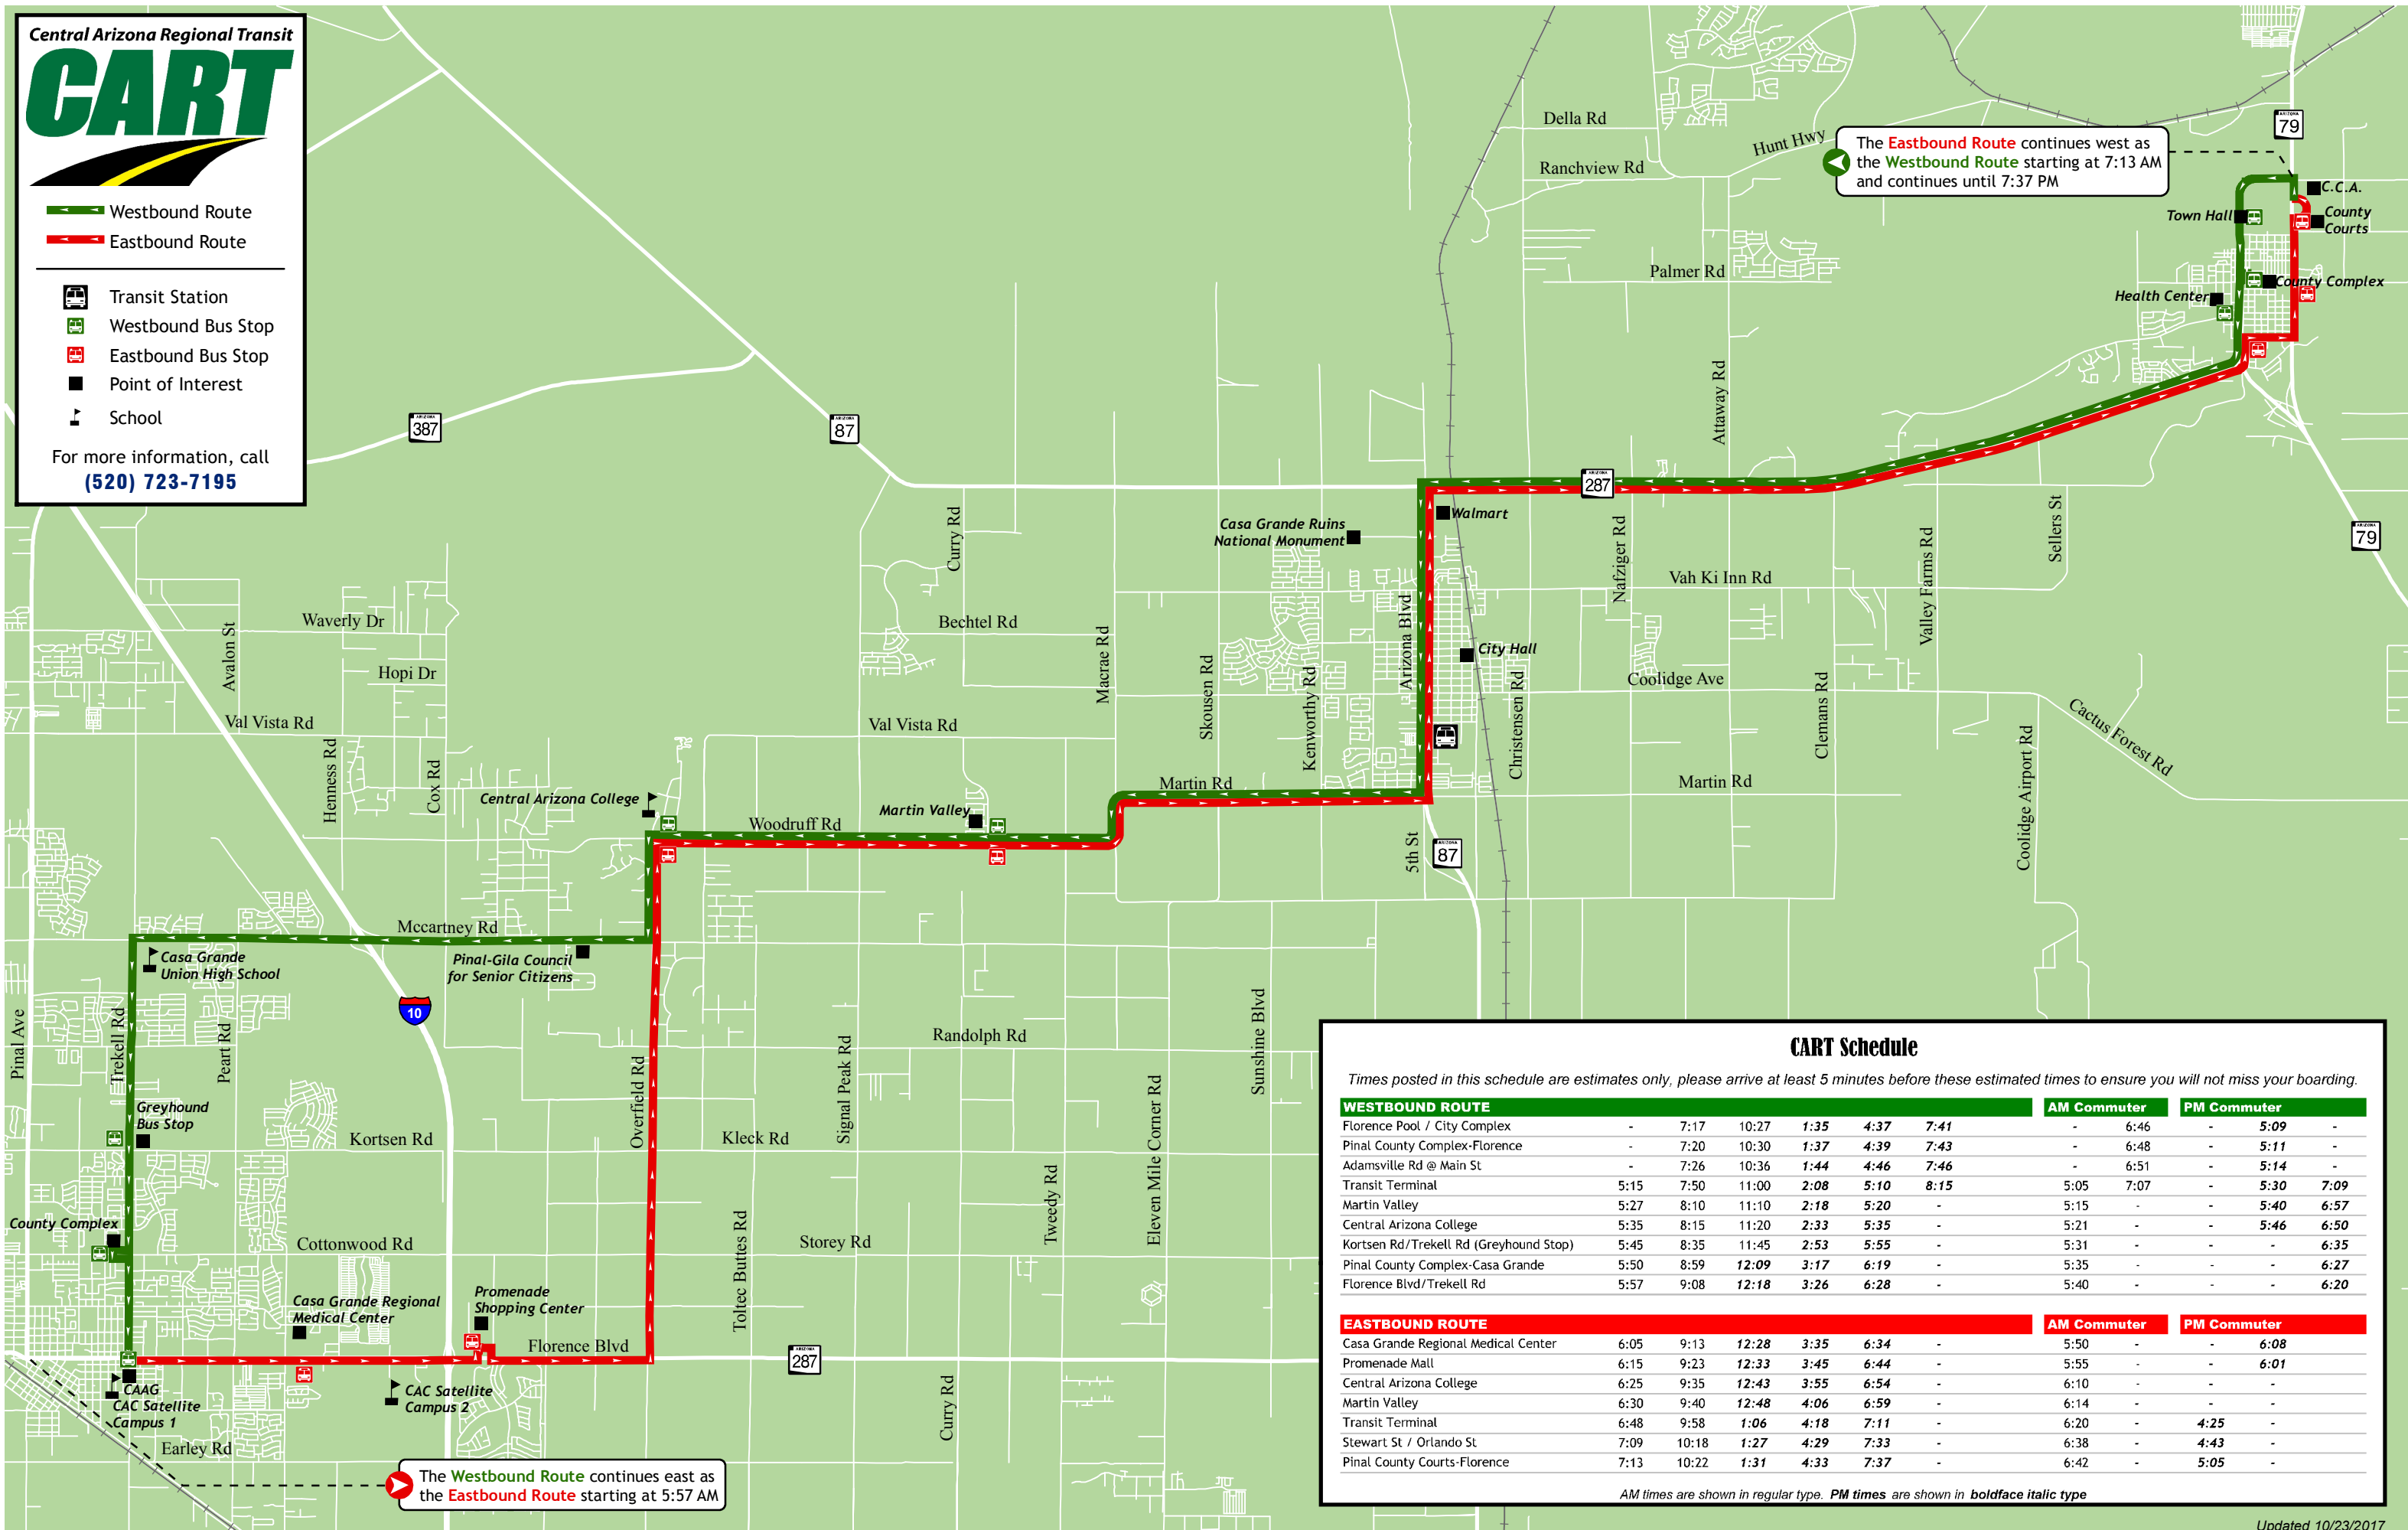 Central Arizona Regional Transit
CART
Westbound Route
Eastbound Route
Transit Station
Westbound Bus Stop
Eastbound Bus Stop
Point of Interest
School
For more information, call
(520) 723-7195
Della Rd
Ranchview Rd
Hunt Hwy
ARIZONA
79
The Eastbound Route continues west as
the Westbound Route starting at 7:13 AM
and continues until 7:37 PM
C.C.A.
Town Hall
County
Courts
Palmer Rd
County Complex
Health Center
Attaway Rd
ARIZONA
387
ARIZONA
87
ARIZONA
287
Walmart
Casa Grande Ruins
National Monument
Curry Rd
Nafziger Rd
Valley Farms Rd
Sellers St
ARIZONA
79
Vah Ki Inn Rd
Waverly Dr
Avalon St
Hopi Dr
Bechtel Rd
Macrae Rd
Skousen Rd
Kenworthy Rd
Arizona Blvd
City Hall
Christensen Rd
Coolidge Ave
Clemans Rd
Cactus Forest Rd
Coolidge Airport Rd
Val Vista Rd
Val Vista Rd
Henness Rd
Cox Rd
Martin Rd
Martin Rd
Central Arizona College
Woodruff Rd
Martin Valley
5th St
ARIZONA
87
Mccartney Rd
Casa Grande
Union High School
Pinal-Gila Council
for Senior Citizens
10
Pinal Ave
Trekell Rd
Peart Rd
Overfield Rd
Signal Peak Rd
Randolph Rd
Sunshine Blvd
Eleven Mile Corner Rd
Greyhound
Bus Stop
Kortsen Rd
Kleck Rd
Tweedy Rd
County Complex
Cottonwood Rd
Toltec Buttes Rd
Storey Rd
Casa Grande Regional
Medical Center
Promenade
Shopping Center
Florence Blvd
287
CAAG
CAC Satellite
Campus 1
CAC Satellite
Campus 2
Curry Rd
Earley Rd
The Westbound Route continues east as
the Eastbound Route starting at 5:57 AM
CART Schedule
Times posted in this schedule are estimates only, please arrive at least 5 minutes before these estimated times to ensure you will not miss your boarding.
WESTBOUND ROUTE AM Commuter PM Commuter
Florence Pool / City Complex - 7:17 10:27 1:35 4:37 7:41 - 6:46 - 5:09 -
Pinal County Complex-Florence - 7:20 10:30 1:37 4:39 7:43 - 6:48 - 5:11 -
Adamsville Rd @ Main St - 7:26 10:36 1:44 4:46 7:46 - 6:51 - 5:14 -
Transit Terminal 5:15 7:50 11:00 2:08 5:10 8:15 5:05 7:07 - 5:30 7:09
Martin Valley 5:27 8:10 11:10 2:18 5:20 - 5:15 - - 5:40 6:57
Central Arizona College 5:35 8:15 11:20 2:33 5:35 - 5:21 - - 5:46 6:50
Kortsen Rd/Trekell Rd (Greyhound Stop) 5:45 8:35 11:45 2:53 5:55 - 5:31 - - - 6:35
Pinal County Complex-Casa Grande 5:50 8:59 12:09 3:17 6:19 - 5:35 - - - 6:27
Florence Blvd/Trekell Rd 5:57 9:08 12:18 3:26 6:28 - 5:40 - - - 6:20
EASTBOUND ROUTE AM Commuter PM Commuter
Casa Grande Regional Medical Center 6:05 9:13 12:28 3:35 6:34 - 5:50 - - 6:08
Promenade Mall 6:15 9:23 12:33 3:45 6:44 - 5:55 - - 6:01
Central Arizona College 6:25 9:35 12:43 3:55 6:54 - 6:10 - - -
Martin Valley 6:30 9:40 12:48 4:06 6:59 - 6:14 - - -
Transit Terminal 6:48 9:58 1:06 4:18 7:11 - 6:20 - 4:25 -
Stewart St / Orlando St 7:09 10:18 1:27 4:29 7:33 - 6:38 - 4:43 -
Pinal County Courts-Florence 7:13 10:22 1:31 4:33 7:37 - 6:42 - 5:05 -
AM times are shown in regular type. PM times are shown in boldface italic type
Updated 10/23/2017